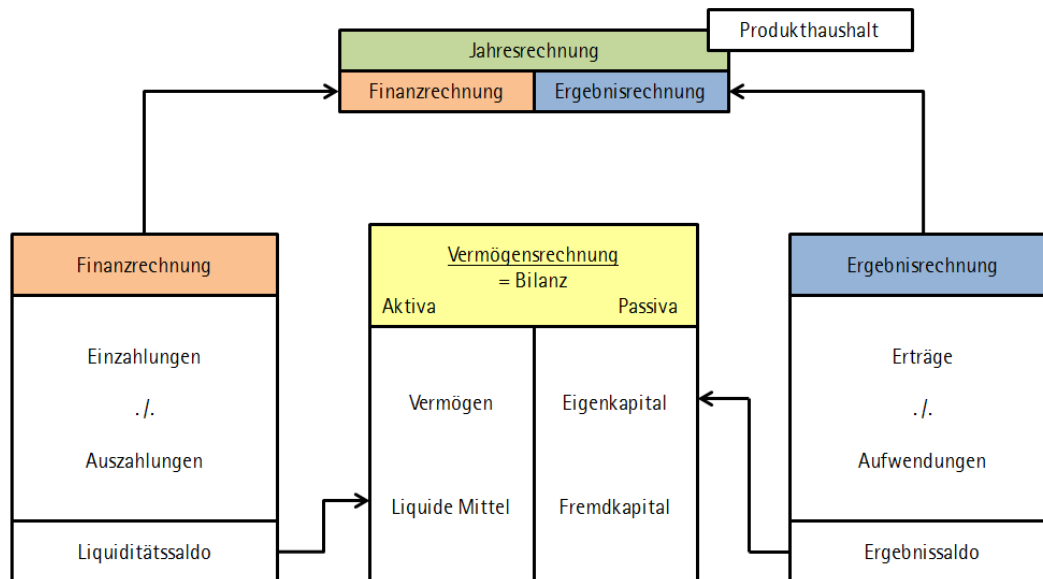 Produkthaushalt
Jahresrechnung
Finanzrechnung
Ergebnisrechnung
Finanzrechnung
Einzahlungen
./.
Auszahlungen
Liquiditätssaldo
Vermögensrechnung
= Bilanz
Aktiva Passiva
Vermögen Eigenkapital
Liquide Mittel Fremdkapital
Ergebnisrechnung
Erträge
./.
Aufwendungen
Ergebnissaldo